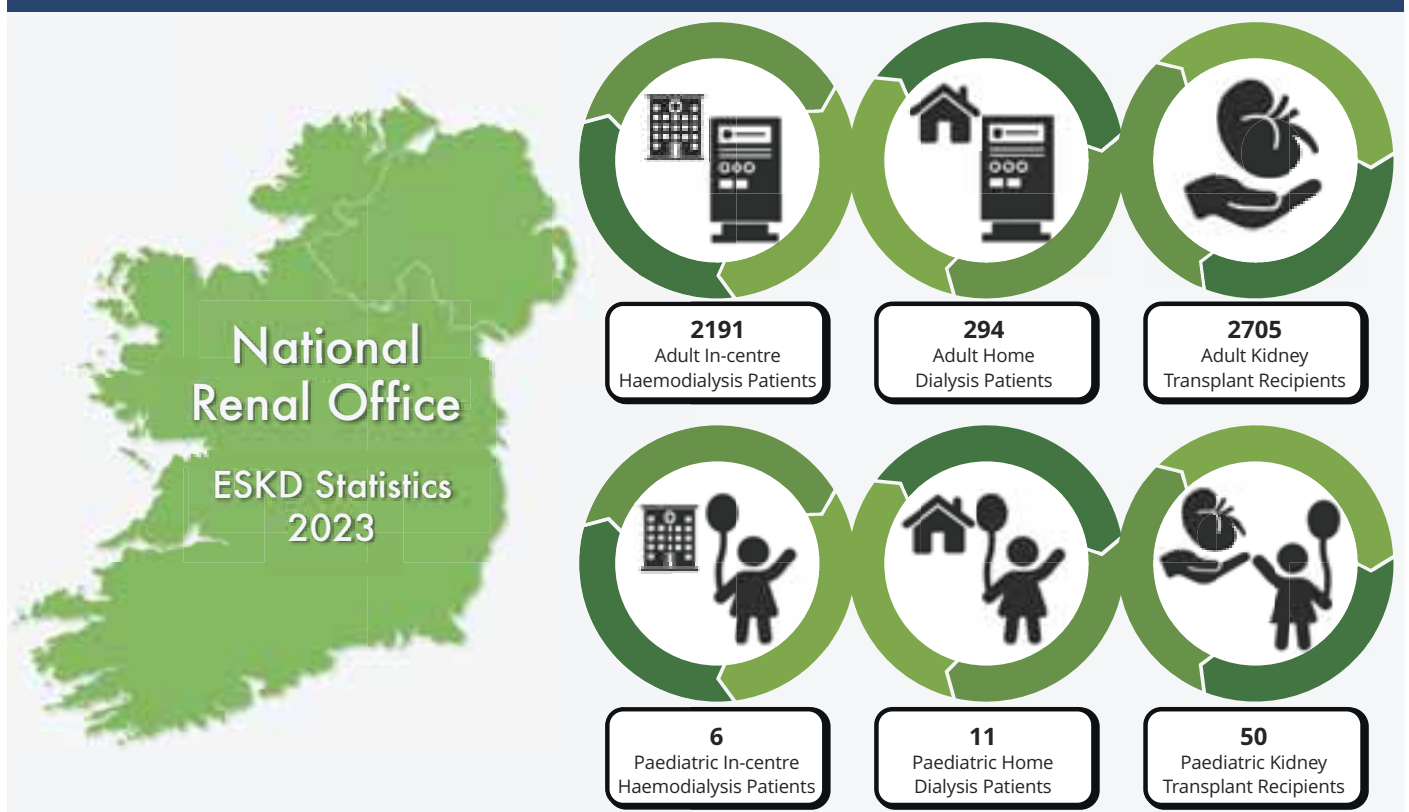 National
Renal Office
ESKD Statistics
2023
2191
Adult In-centre
Haemodialysis Patients
294
Adult Home
Dialysis Patients
2705
Adult Kidney
Transplant Recipients
6
Paediatric In-centre
Haemodialysis Patients
11
Paediatric Home
Dialysis Patients
50
Paediatric Kidney
Transplant Recipients